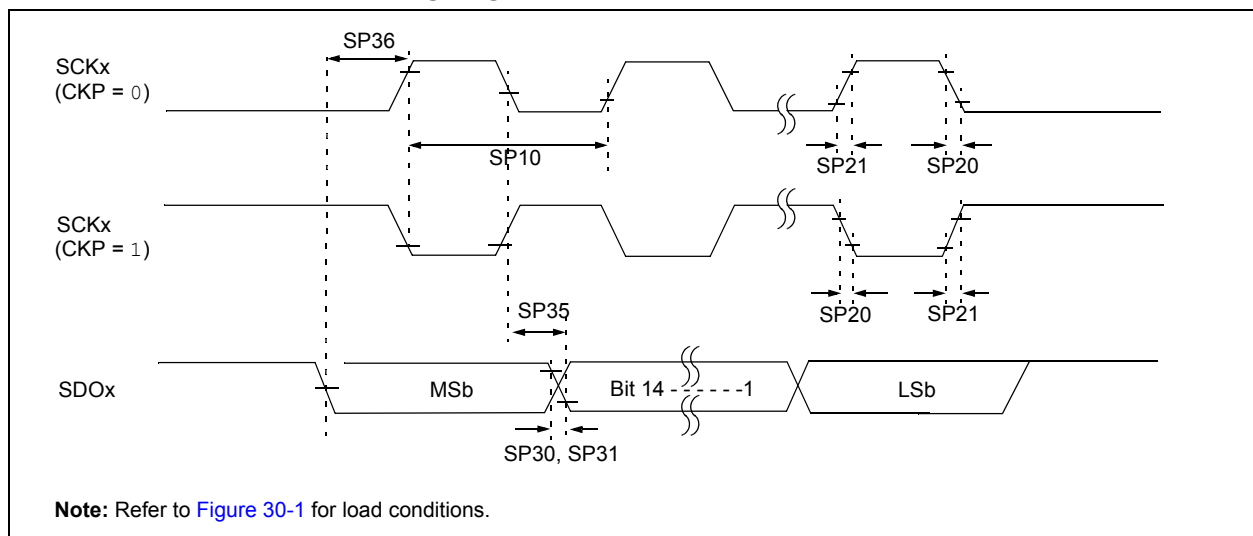 SP36
SCKx
(CKP = 0)
SP10
SP21
SP20
SCKx
(CKP = 1)
SP35
SP20
SP21
SDOx
MSb
Bit 14 - - - - - -1
LSb
SP30, SP31
Note: Refer to Figure 30-1 for load conditions.